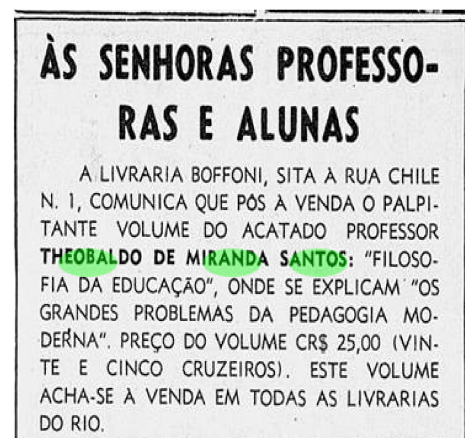 ÀS SENHORAS PROFESSO-
RAS E ALUNAS
A LIVRARIA BOFFONI, SITA À RUA CHILE
N. 1, COMUNICA QUE PÓS À VENDA O PALPI-
TANTE VOLUME DO ACATADO PROFESSOR
THEOBALDO DE MIRANDA SANTOS: "FILOSO-
FIA DA EDUCAÇÃO", ONDE SE EXPLICAM "OS
GRANDES PROBLEMAS DA PEDAGOGIA MO-
DERNA". PREÇO DO VOLUME CR$ 25,00 (VIN-
TE E CINCO CRUZEIROS). ESTE VOLUME
ACHA-SE À VENDA EM TODAS AS LIVRARIAS
DO RIO.